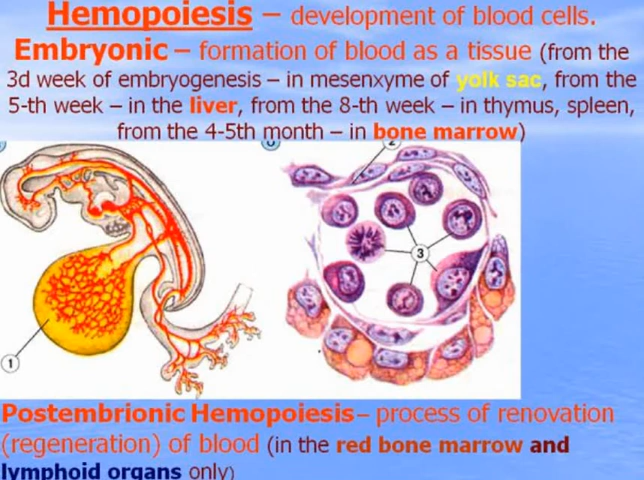 Hemopoiesis – development of blood cells.
Embryonic – formation of blood as a tissue (from the
3d week of embryogenesis – in mesenxyme of yolk sac, from the
5-th week – in the liver, from the 8-th week – in thymus, spleen,
from the 4-5th month – in bone marrow)
2
3
1
Postembrionic Hemopoiesis– process of renovation
(regeneration) of blood (in the red bone marrow and
lymphoid organs only)